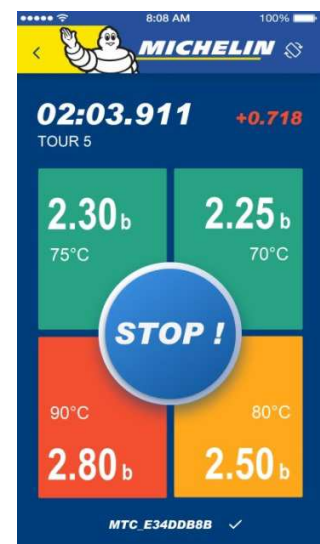 8:08 AM 100%
MICHELIN
02:03.911 +0.718
TOUR 5
2.30 b 2.25 b
75°C 70°C
STOP !
90°C 80°C
2.80 b 2.50 b
MTC_E34DDB8B